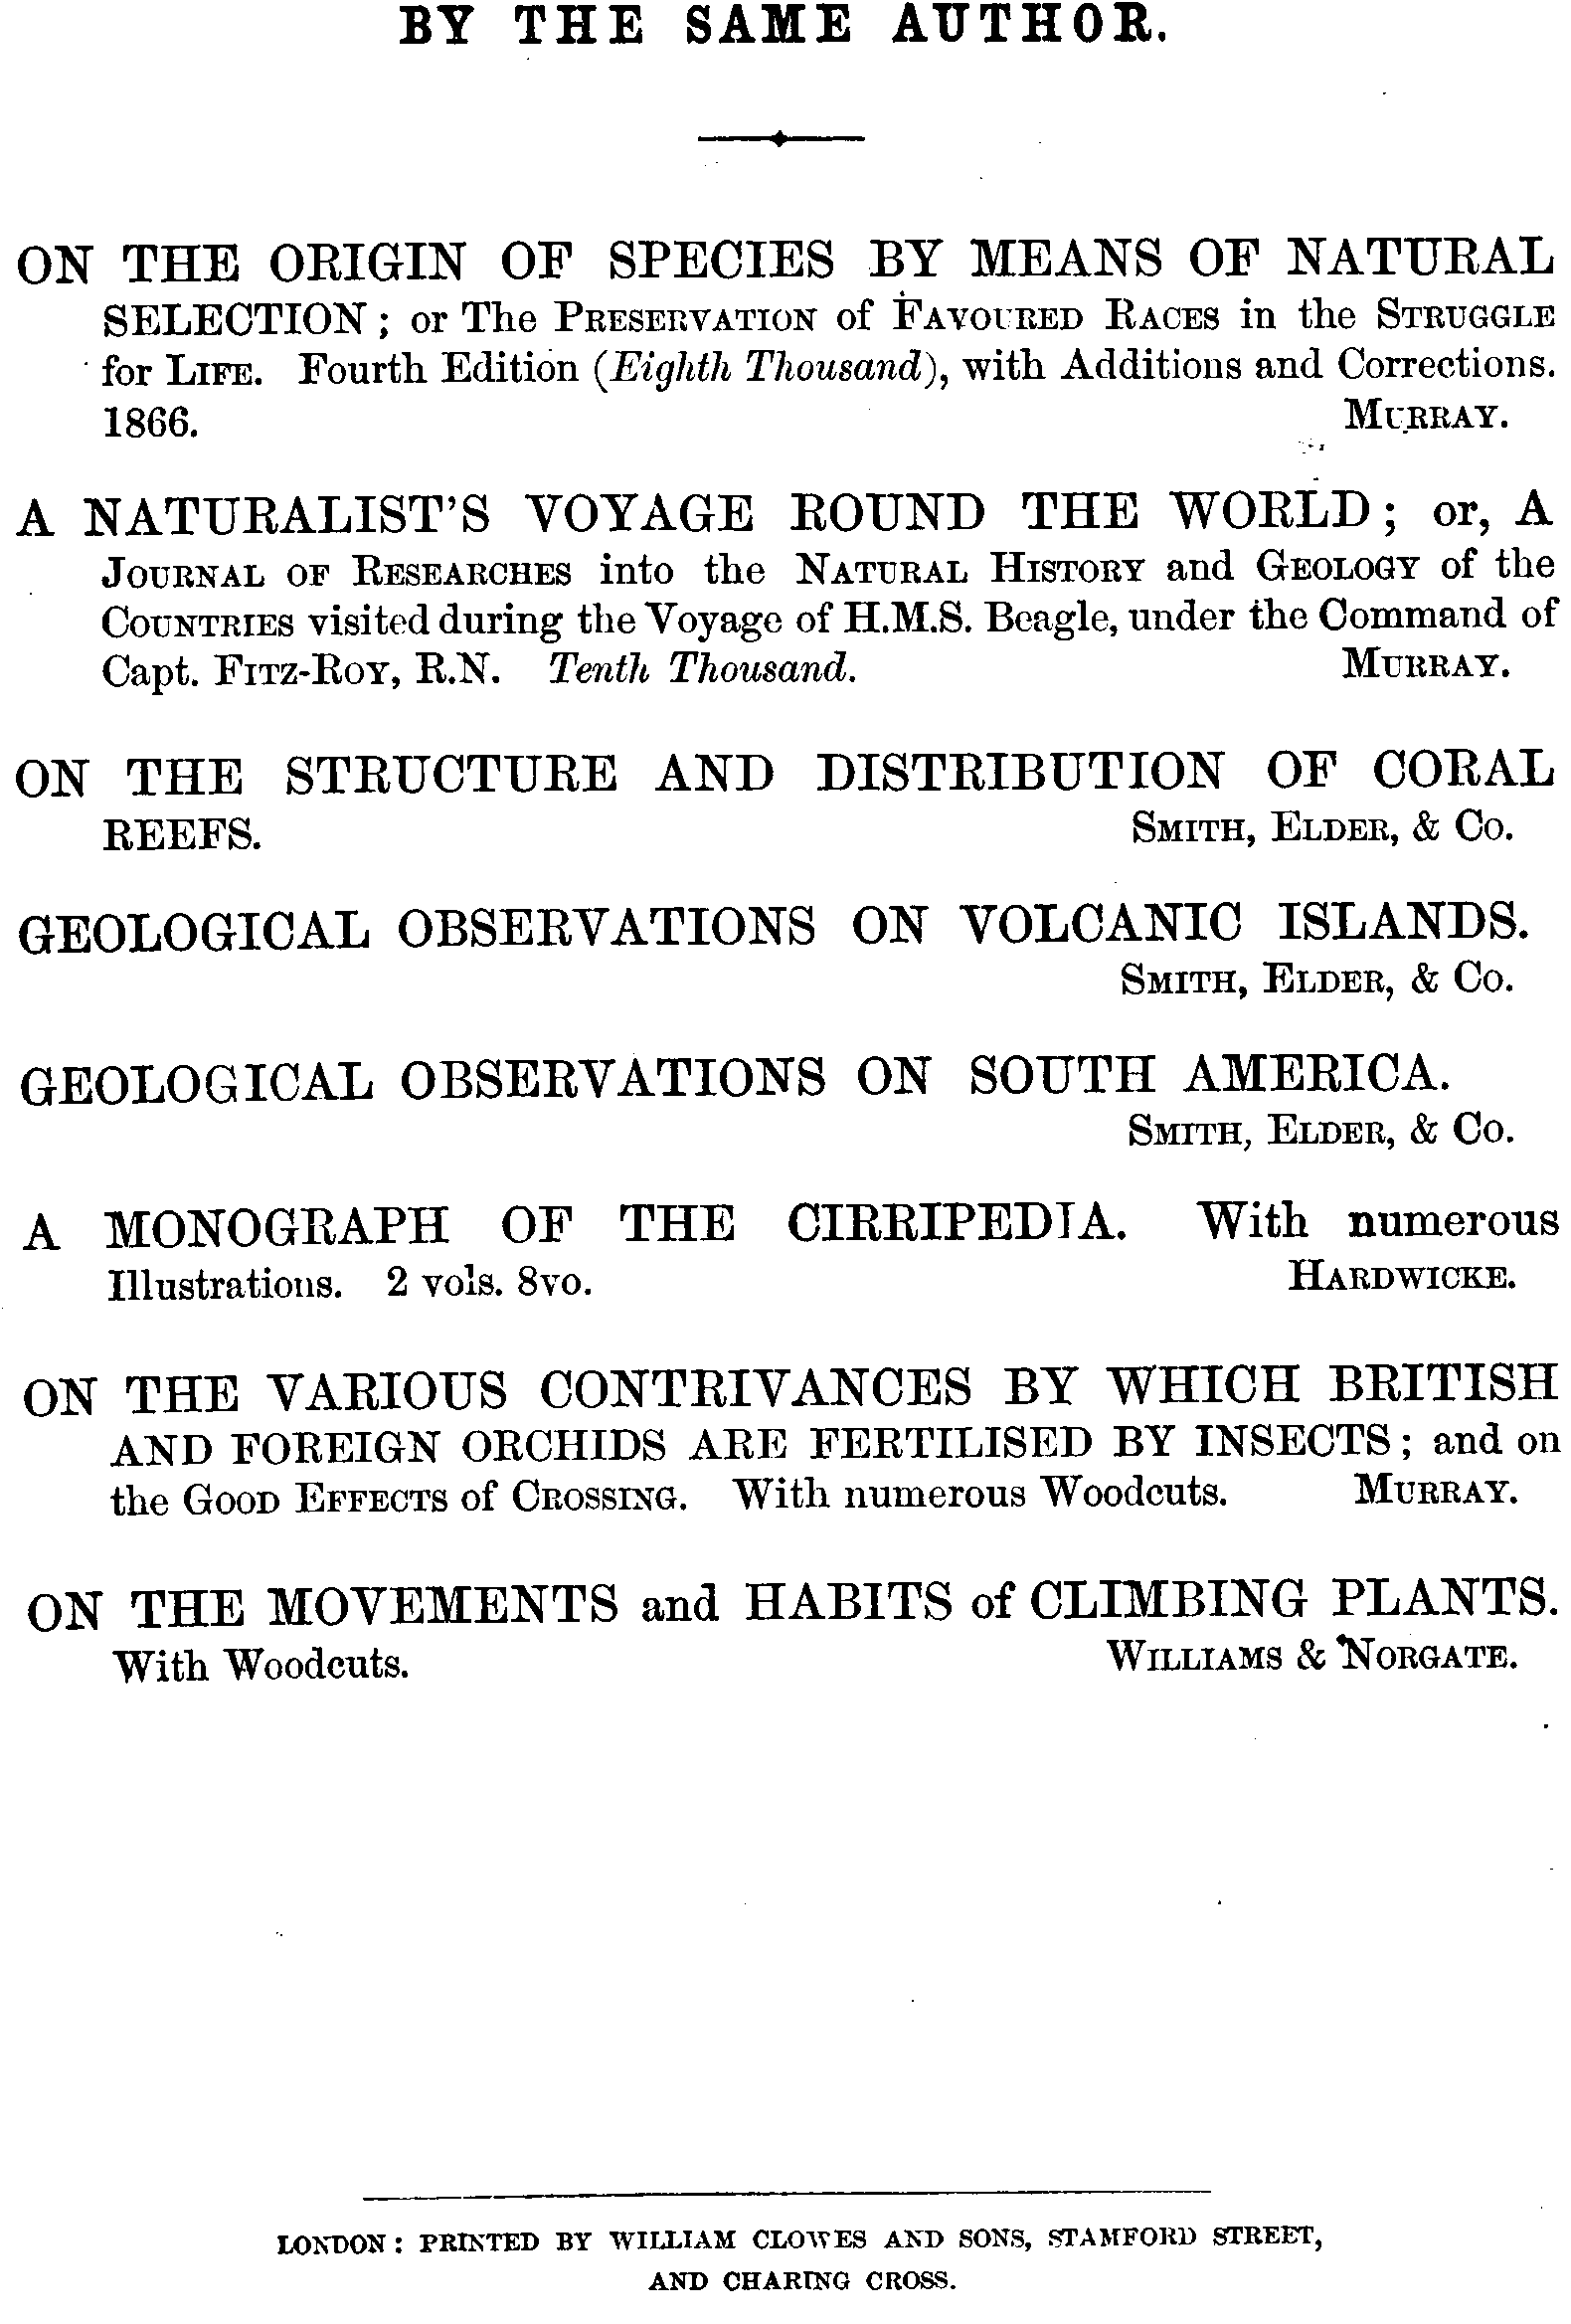 BY THE SAME AUTHOR.
ON THE ORIGIN OF SPECIES BY MEANS OF NATURAL
SELECTION; or The PRESERVATION of FAVOURED RACES in the STRUGGLE
for LIFE. Fourth Edition (Eighth Thousand), with Additions and Corrections.
1866. MURRAY.
A NATURALIST'S VOYAGE ROUND THE WORLD; or, A
JOURNAL OF RESEARCHES into the NATURAL HISTORY and GEOLOGY of the
COUNTRIES visited during the Voyage of H.M.S. Beagle, under the Command of
Capt. FITZ-ROY, R.N. Tenth Thousand. MURRAY.
ON THE STRUCTURE AND DISTRIBUTION OF CORAL
REEFS. SMITH, ELDER, & CO.
GEOLOGICAL OBSERVATIONS ON VOLCANIC ISLANDS.
SMITH, ELDER, & CO.
GEOLOGICAL OBSERVATIONS ON SOUTH AMERICA.
SMITH, ELDER, & CO.
A MONOGRAPH OF THE CIRRIPEDIA. With numerous
Illustrations. 2 vols. 8vo. HARDWICKE.
ON THE VARIOUS CONTRIVANCES BY WHICH BRITISH
AND FOREIGN ORCHIDS ARE FERTILISED BY INSECTS; and on
the GOOD EFFECTS of CROSSING. With numerous Woodcuts. MURRAY.
ON THE MOVEMENTS and HABITS of CLIMBING PLANTS.
With Woodcuts. WILLIAMS & NORGATE.
LONDON: PRINTED BY WILLIAM CLOWES AND SONS, STAMFORD STREET,
AND CHARING CROSS.